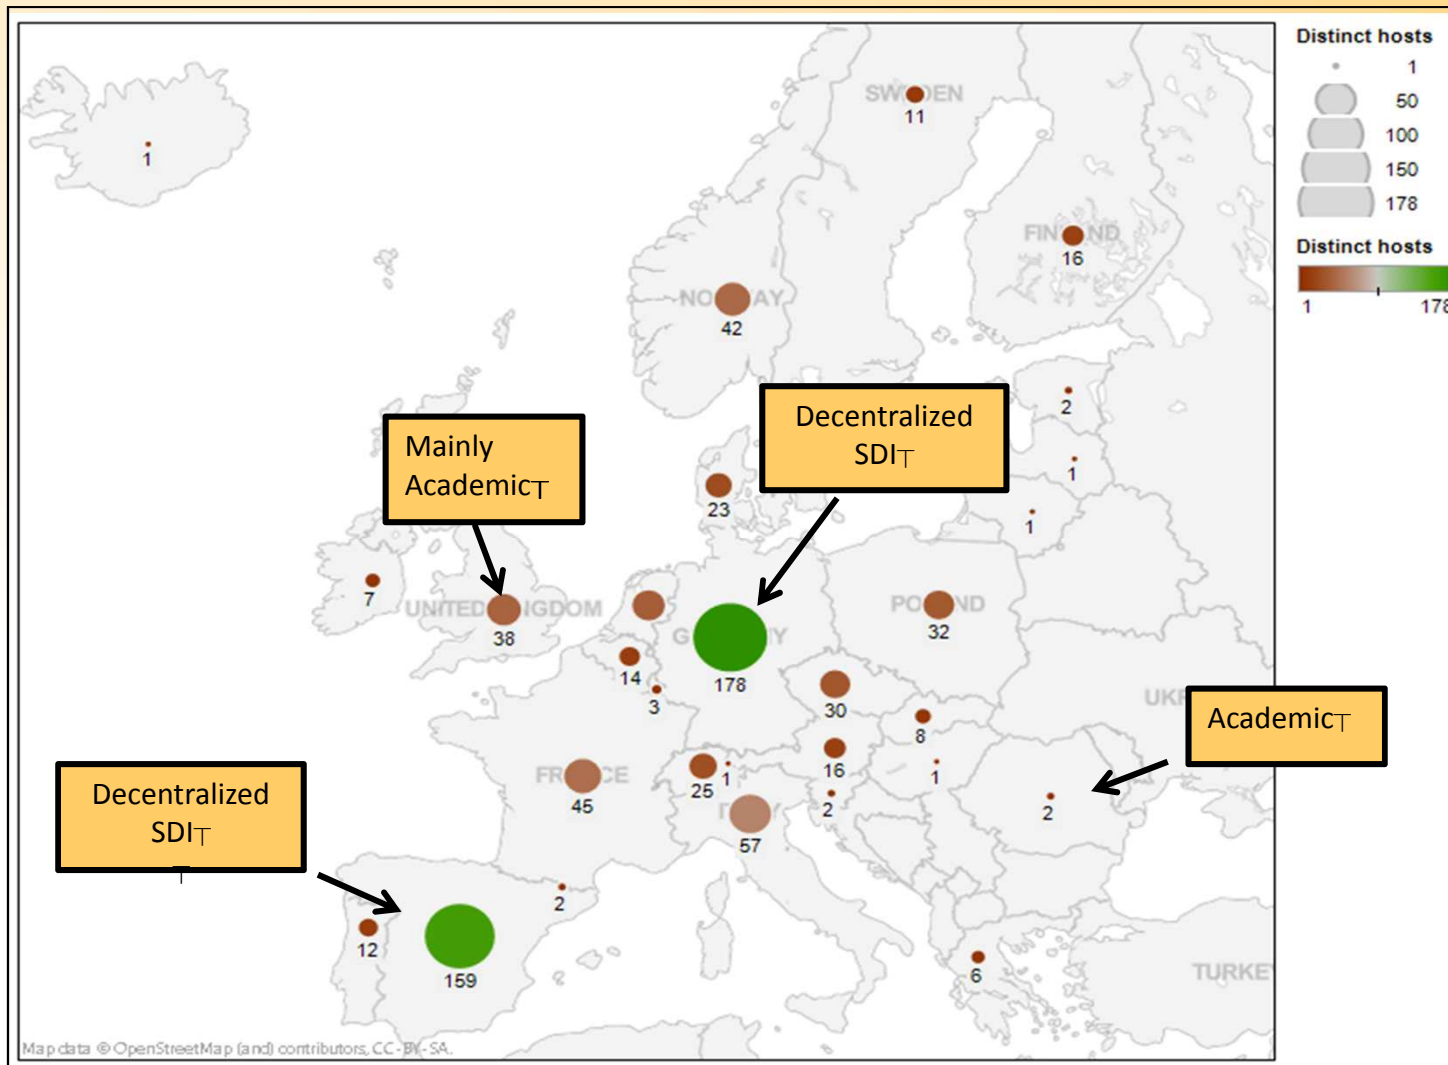 Distinct hosts
1
50
100
150
178
Distinct hosts
1 178
SWEDEN
11
1
FINLAND
16
NORWAY
42
2
Decentralized
SDI
Mainly
Academic
1
23
1
7
UNITED KINGDOM
38
POLAND
32
GERMANY
178
14
3
30
UKR
Academic
8
FRANCE
45
25
1
16
1
2
2
ITALY
57
Decentralized
SDI
2
12
159
6
TURKEY
Map data © OpenStreetMap (and) contributors, CC-BY-SA.